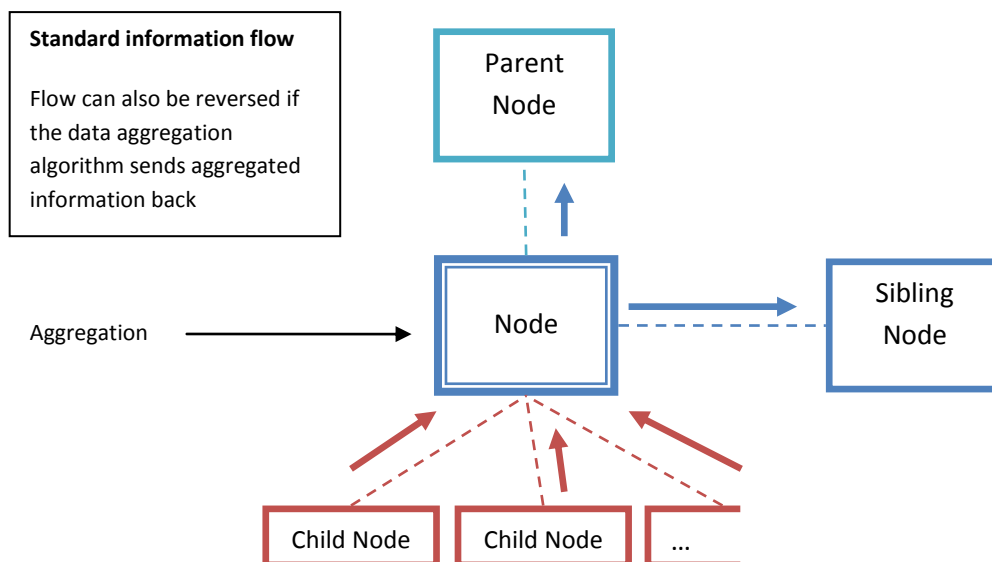 Standard information flow
Flow can also be reversed if
the data aggregation
algorithm sends aggregated
information back
Parent
Node
Aggregation
Node
Sibling
Node
Child Node
Child Node
...